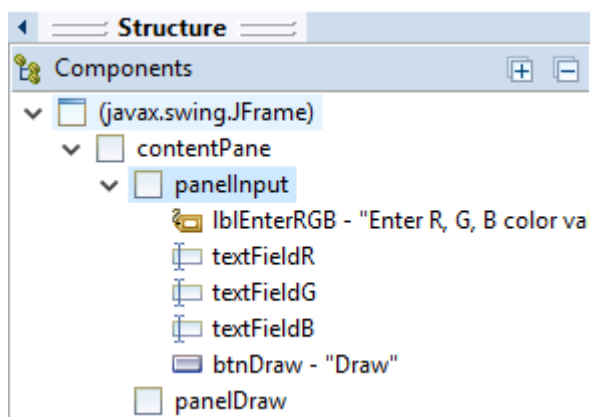 Structure
Components
(javax.swing.JFrame)
contentPane
panelInput
lblEnterRGB - "Enter R, G, B color va
textFieldR
textFieldG
textFieldB
btnDraw - "Draw"
panelDraw